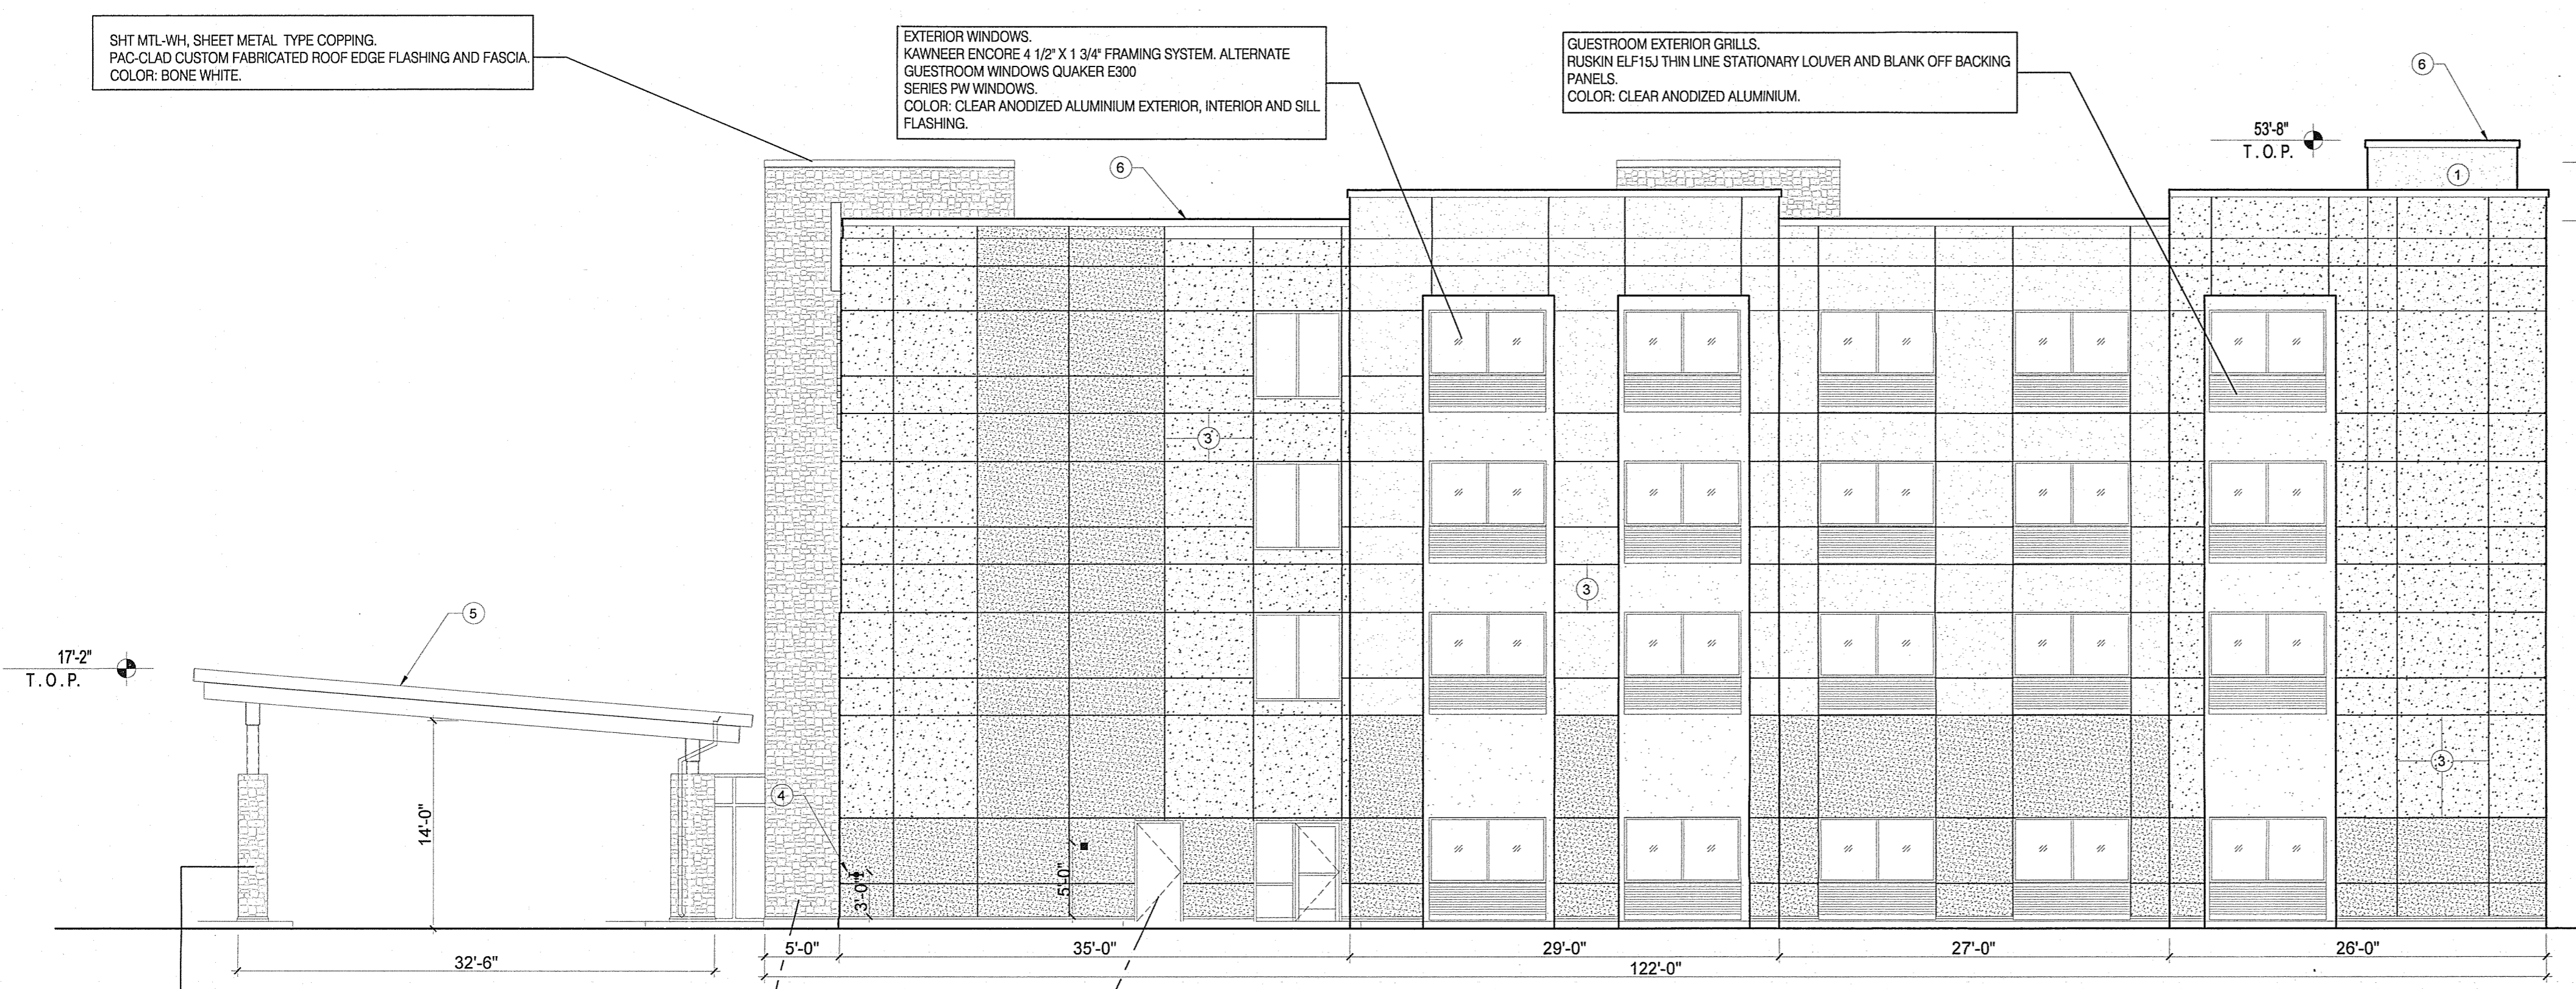 SHT MTL-WH, SHEET METAL TYPE COPPING.
PAC-CLAD CUSTOM FABRICATED ROOF EDGE FLASHING AND FASCIA.
COLOR: BONE WHITE.
EXTERIOR WINDOWS.
KAWNEER ENCORE 4 1/2" X 1 3/4" FRAMING SYSTEM. ALTERNATE
GUESTROOM WINDOWS QUAKER E300
SERIES PW WINDOWS.
COLOR: CLEAR ANODIZED ALUMINIUM EXTERIOR, INTERIOR AND SILL
FLASHING.
GUESTROOM EXTERIOR GRILLS.
RUSKIN ELF15J THIN LINE STATIONARY LOUVER AND BLANK OFF BACKING
PANELS.
COLOR: CLEAR ANODIZED ALUMINIUM.
6
53'-8"
T.O.P.
6
1
3
3
5
17'-2"
T.O.P.
3
4
14'-0"
3'-0"
5'-0"
5'-0"
35'-0"
29'-0"
27'-0"
26'-0"
32'-6"
122'-0"